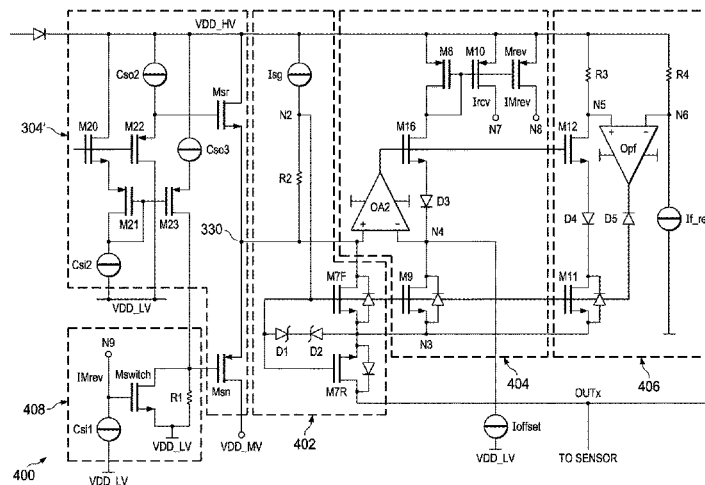 VDD_HV
Cso2
Isg
M8
M10
Mrev
R3
R4
Msr
N2
Ircv
IMrev
N5
N6
304'
M20
M22
Cso3
N7
N8
M16
M12
Opf
R2
OA2
D3
D4
D5
If_re
M21
M23
330
N4
Csi2
M7F
M9
M11
VDD_LV
N3
D1
D2
N9
404
406
IMrev
Mswitch
M7R
408
R1
Msn
OUTx
Csi1
402
Ioffset
VDD_LV
VDD_MV
400
VDD_LV
VDD_LV
TO SENSOR